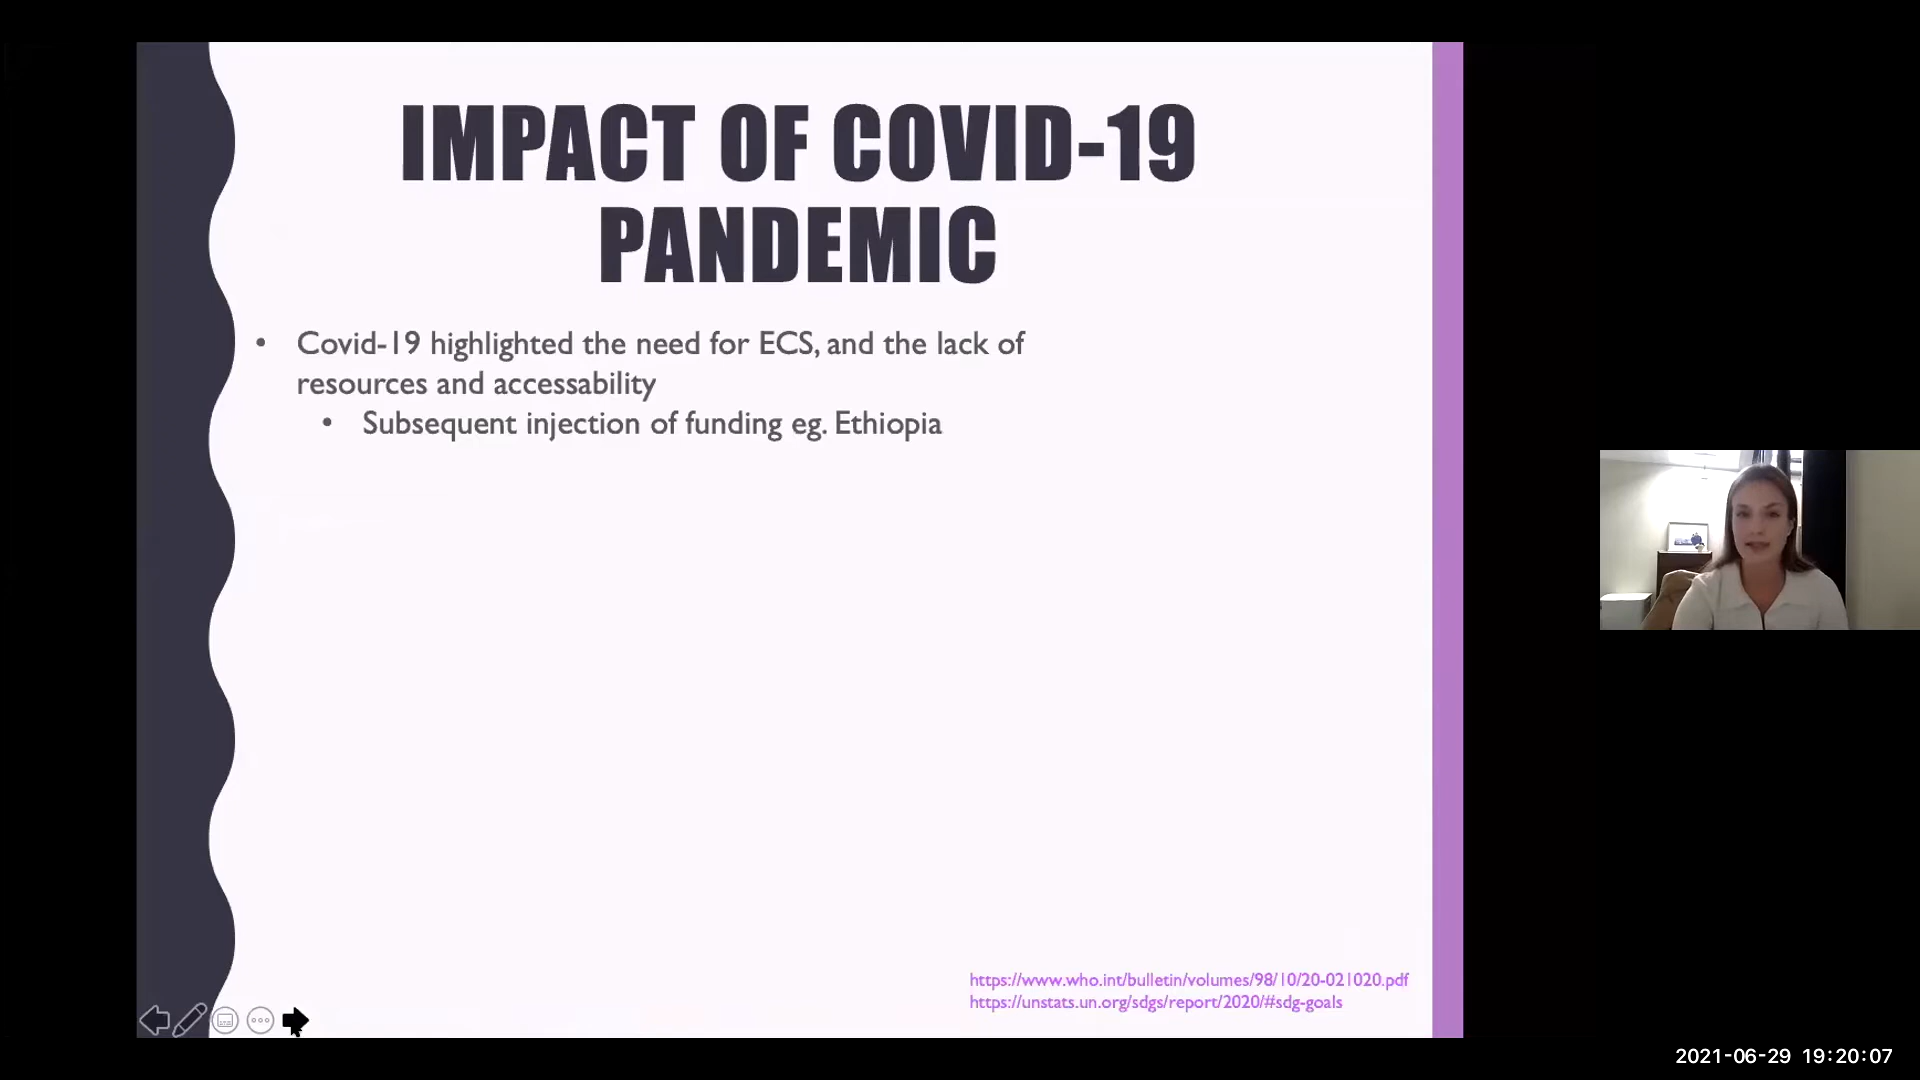 IMPACT OF COVID-19
PANDEMIC
• Covid-19 highlighted the need for ECS, and the lack of
resources and accessability
• Subsequent injection of funding eg. Ethiopia
https://www.who.int/bulletin/volumes/98/10/20-021020.pdf
https://unstats.un.org/sdgs/report/2020/#sdg-goals
2021-06-29 19:20:07